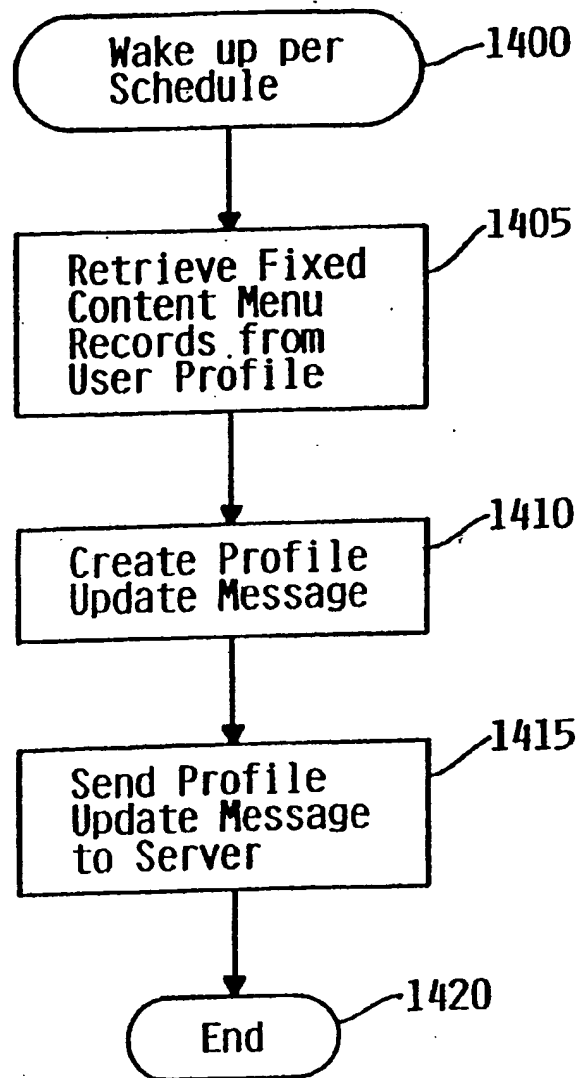 Wake up per
Schedule
1400
1405
Retrieve Fixed
Content Menu
Records from
User Profile
1410
Create Profile
Update Message
1415
Send Profile
Update Message
to Server
1420
End